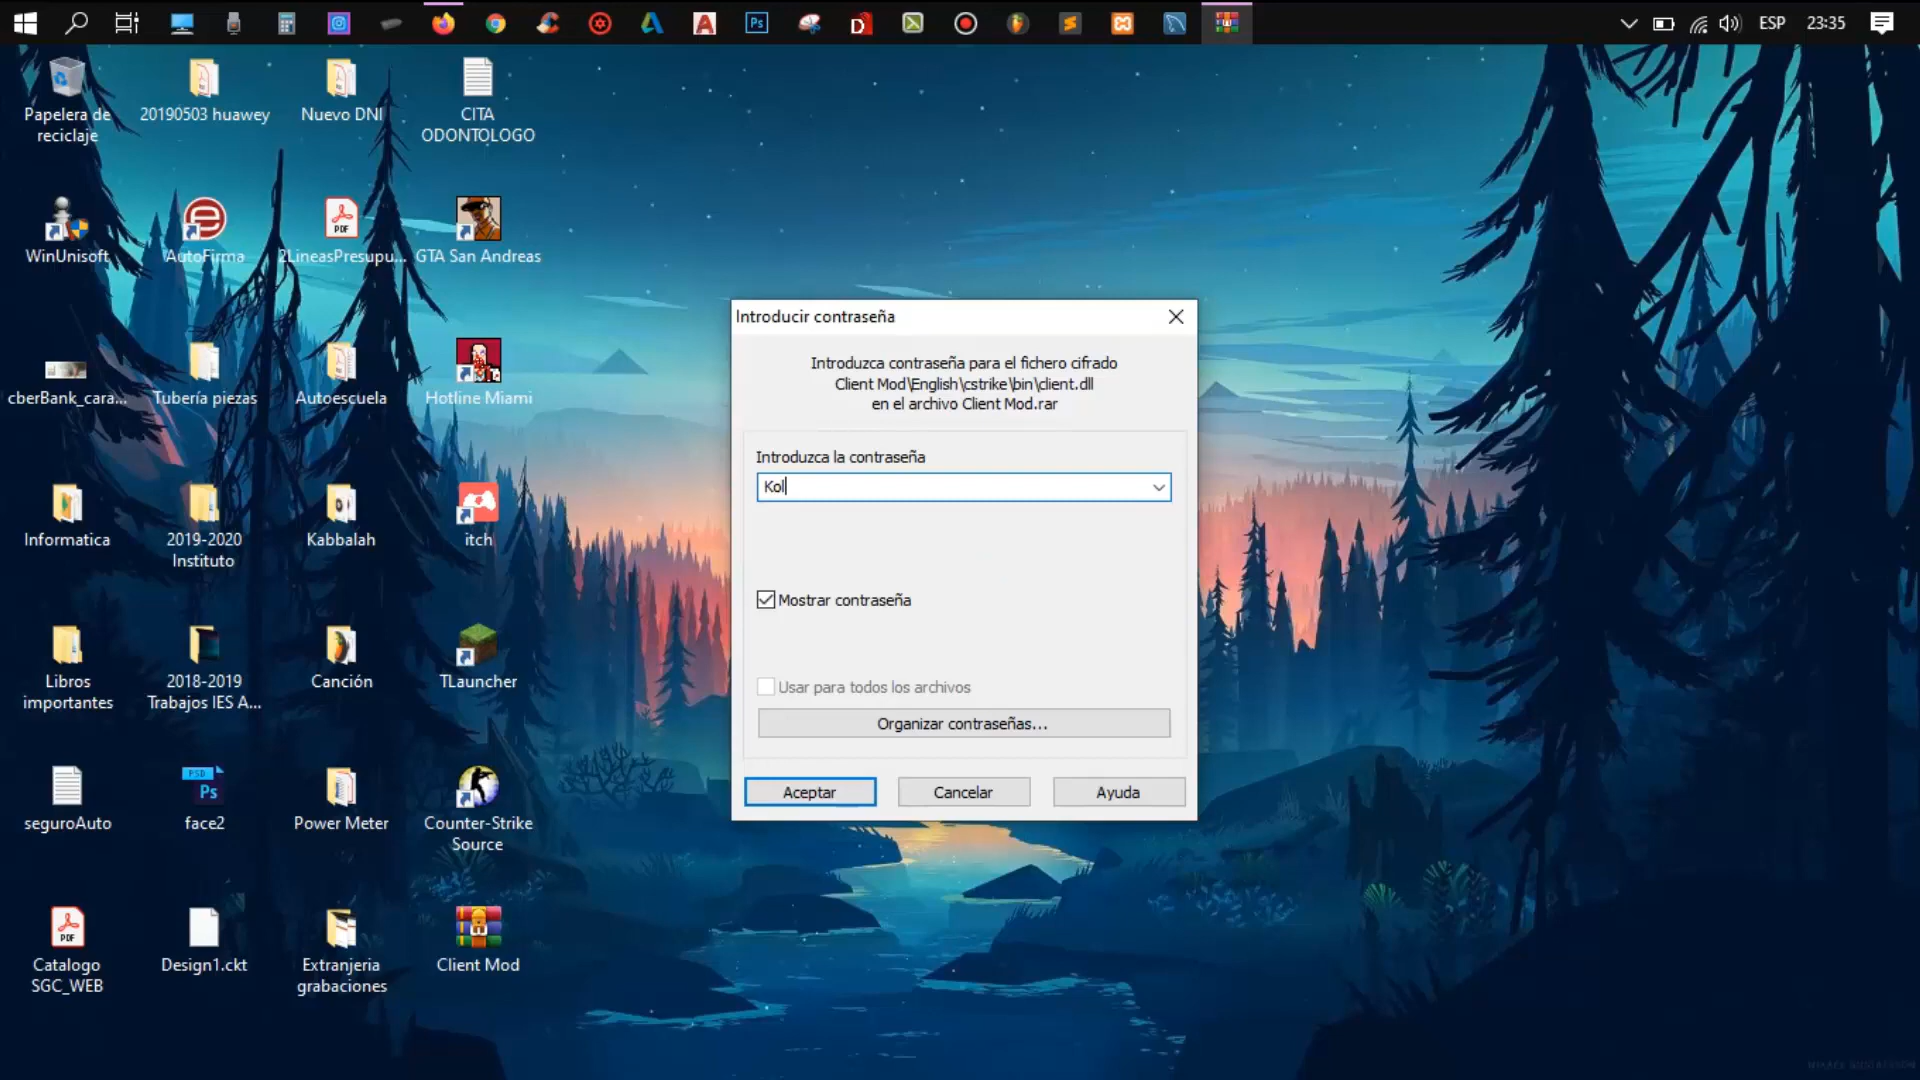 ESP
23:35
Papelera de
reciclaje
20190503 huawey
Nuevo DNI
CITA
ODONTOLOGO
WinUnisoft
AutoFirma
2LineasPresupu...
GTA San Andreas
cberBank_cara...
Tubería piezas
Autoescuela
Hotline Miami
Informatica
2019-2020
Instituto
Kabbalah
itch
Libros
importantes
2018-2019
Trabajos IES A...
Canción
TLauncher
seguroAuto
face2
Power Meter
Counter-Strike
Source
Catalogo
SGC_WEB
Design1.ckt
Extranjeria
grabaciones
Client Mod
Introducir contraseña
Introduzca contraseña para el fichero cifrado
Client Mod\English\cstrike\bin\client.dll
en el archivo Client Mod.rar
Introduzca la contraseña
Kol
Mostrar contraseña
Usar para todos los archivos
Organizar contraseñas...
Aceptar
Cancelar
Ayuda